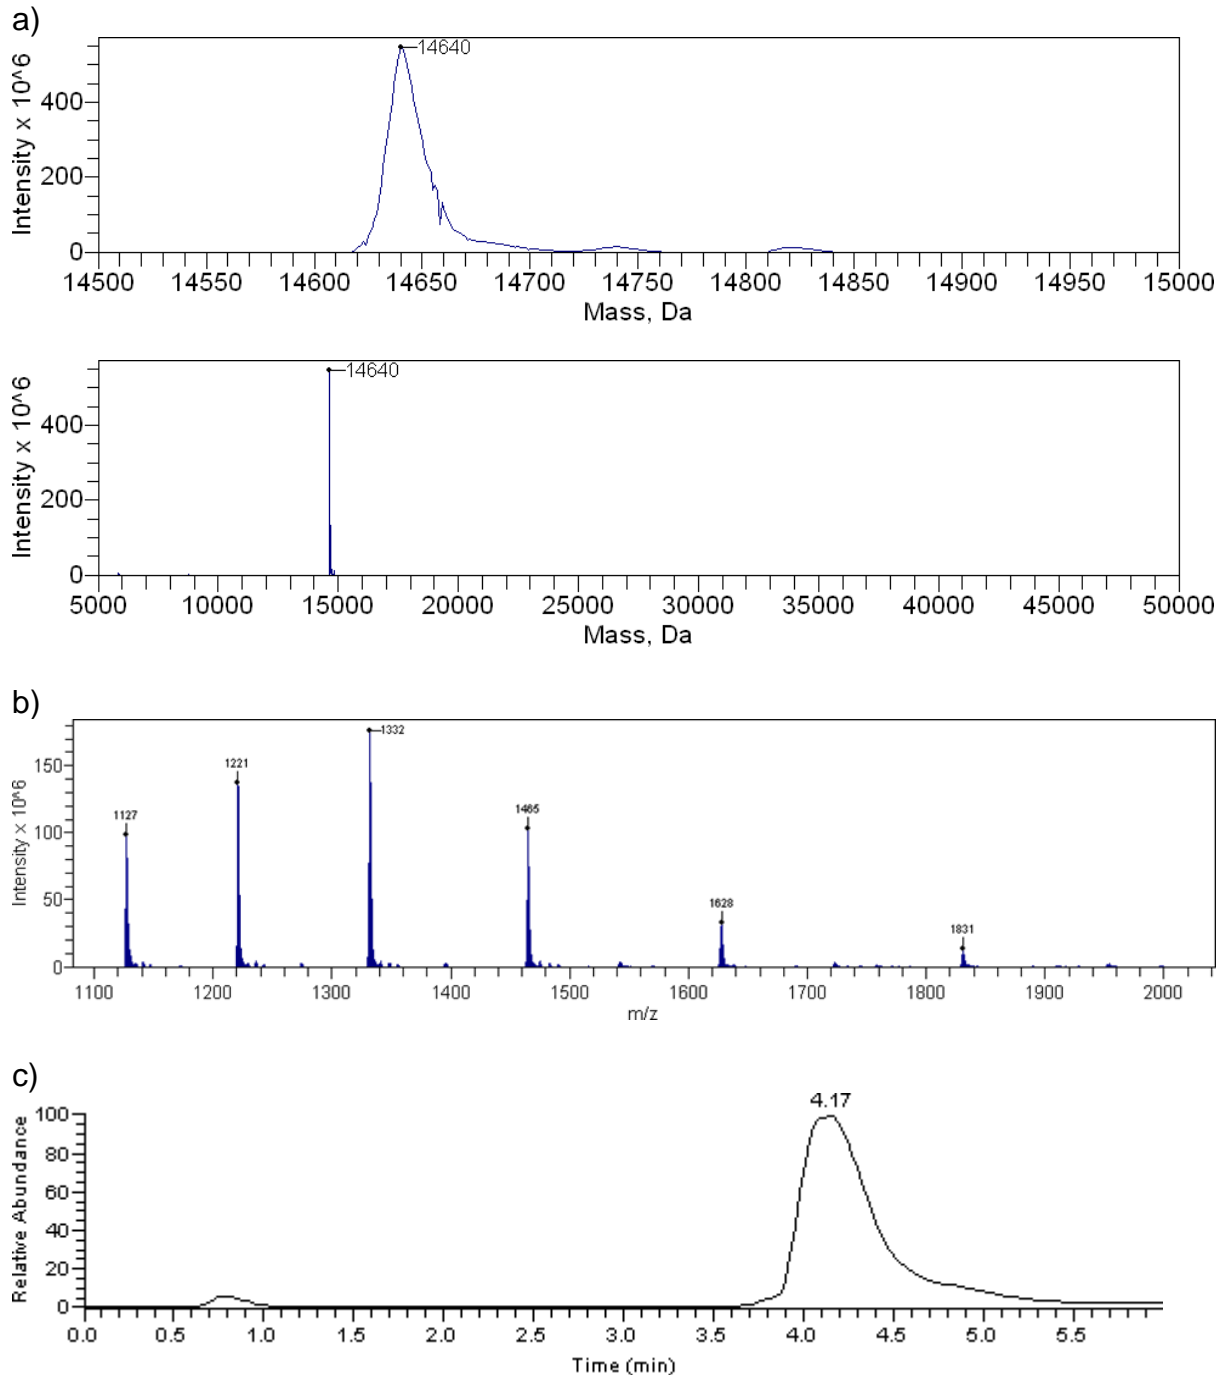 a)
Intensity x 10^6
400
200
0
14640
14500 14550 14600 14650 14700 14750 14800 14850 14900 14950 15000
Mass, Da
Intensity x 10^6
400
200
0
14640
5000 10000 15000 20000 25000 30000 35000 40000 45000 50000
Mass, Da
b)
Intensity x 10^6
150
100
50
0
1127
1221
1332
1465
1628
1831
1100 1200 1300 1400 1500 1600 1700 1800 1900 2000
m/z
c)
Relative Abundance
100
80
60
40
20
0
4.17
0.0 0.5 1.0 1.5 2.0 2.5 3.0 3.5 4.0 4.5 5.0 5.5
Time (min)